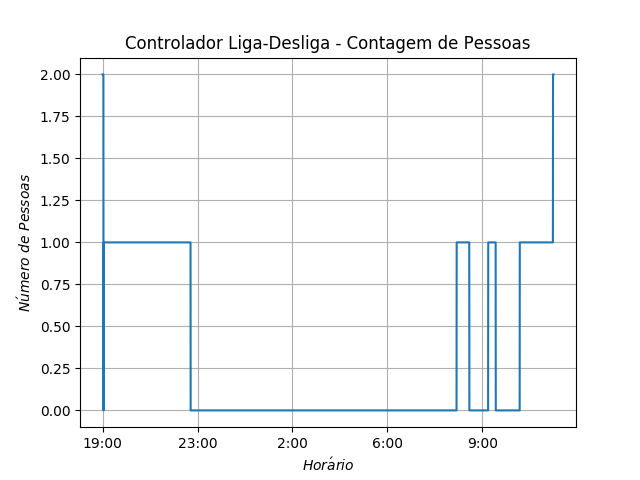 Controlador Liga-Desliga - Contagem de Pessoas
2.00
1.75
1.50
1.25
1.00
0.75
0.50
0.25
0.00
Número de Pessoas
19:00 23:00 2:00 6:00 9:00
Horário